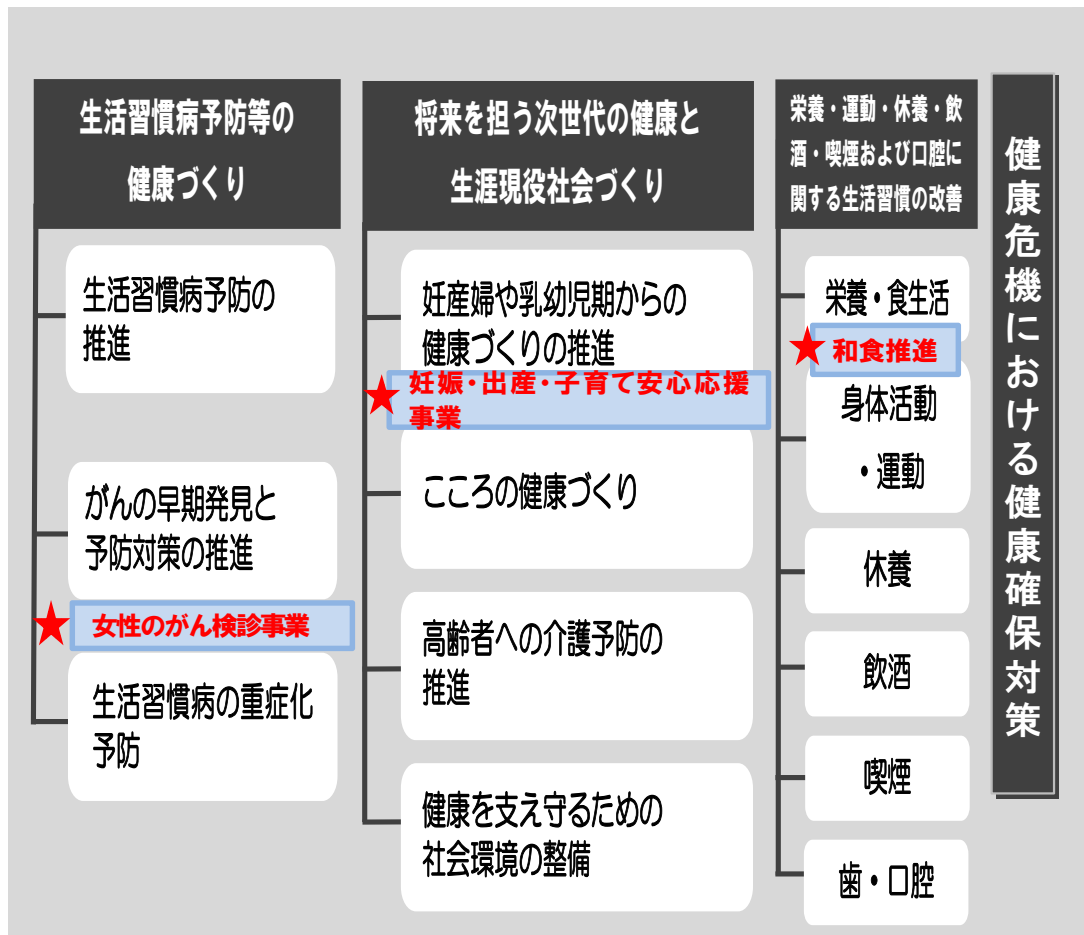 生活習慣病予防等の
健康づくり
生活習慣病予防の
推進
がんの早期発見と
予防対策の推進
女性のがん検診事業
生活習慣病の重症化
予防
将来を担う次世代の健康と
生涯現役社会づくり
妊産婦や乳幼児期からの
健康づくりの推進
妊娠・出産・子育て安心応援
事業
こころの健康づくり
高齢者への介護予防の
推進
健康を支え守るための
社会環境の整備
栄養・運動・休養・飲
酒・喫煙および口腔に
関する生活習慣の改善
栄養・食生活
和食推進
身体活動
・運動
休養
飲酒
喫煙
歯・口腔
健康危機における健康確保対策